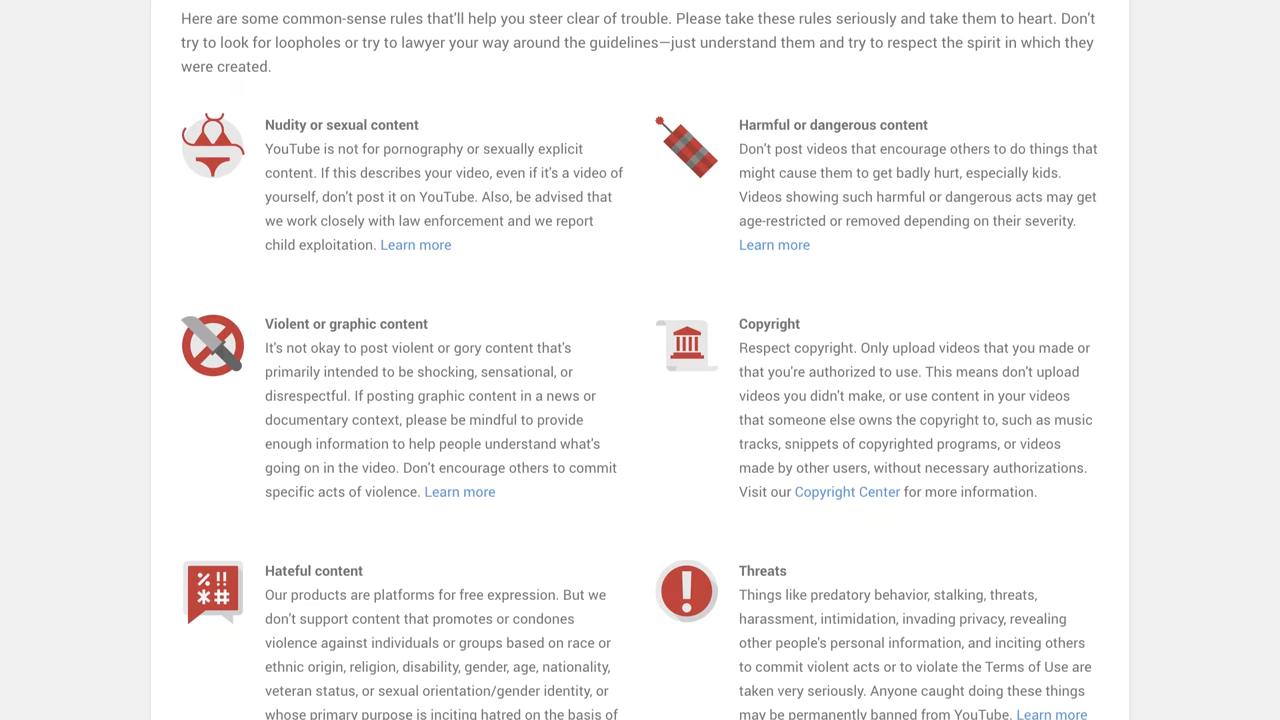 Here are some common-sense rules that'll help you steer clear of trouble. Please take these rules seriously and take them to heart. Don't
try to look for loopholes or try to lawyer your way around the guidelines—just understand them and try to respect the spirit in which they
were created.
Nudity or sexual content
YouTube is not for pornography or sexually explicit
content. If this describes your video, even if it's a video of
yourself, don't post it on YouTube. Also, be advised that
we work closely with law enforcement and we report
child exploitation. Learn more
Harmful or dangerous content
Don't post videos that encourage others to do things that
might cause them to get badly hurt, especially kids.
Videos showing such harmful or dangerous acts may get
age-restricted or removed depending on their severity.
Learn more
Violent or graphic content
It's not okay to post violent or gory content that's
primarily intended to be shocking, sensational, or
disrespectful. If posting graphic content in a news or
documentary context, please be mindful to provide
enough information to help people understand what's
going on in the video. Don't encourage others to commit
specific acts of violence. Learn more
Copyright
Respect copyright. Only upload videos that you made or
that you're authorized to use. This means don't upload
videos you didn't make, or use content in your videos
that someone else owns the copyright to, such as music
tracks, snippets of copyrighted programs, or videos
made by other users, without necessary authorizations.
Visit our Copyright Center for more information.
%!!
*#
Hateful content
Our products are platforms for free expression. But we
don't support content that promotes or condones
violence against individuals or groups based on race or
ethnic origin, religion, disability, gender, age, nationality,
veteran status, or sexual orientation/gender identity, or
whose primary purpose is inciting hatred on the basis of
!
Threats
Things like predatory behavior, stalking, threats,
harassment, intimidation, invading privacy, revealing
other people's personal information, and inciting others
to commit violent acts or to violate the Terms of Use are
taken very seriously. Anyone caught doing these things
may be permanently banned from YouTube. Learn more